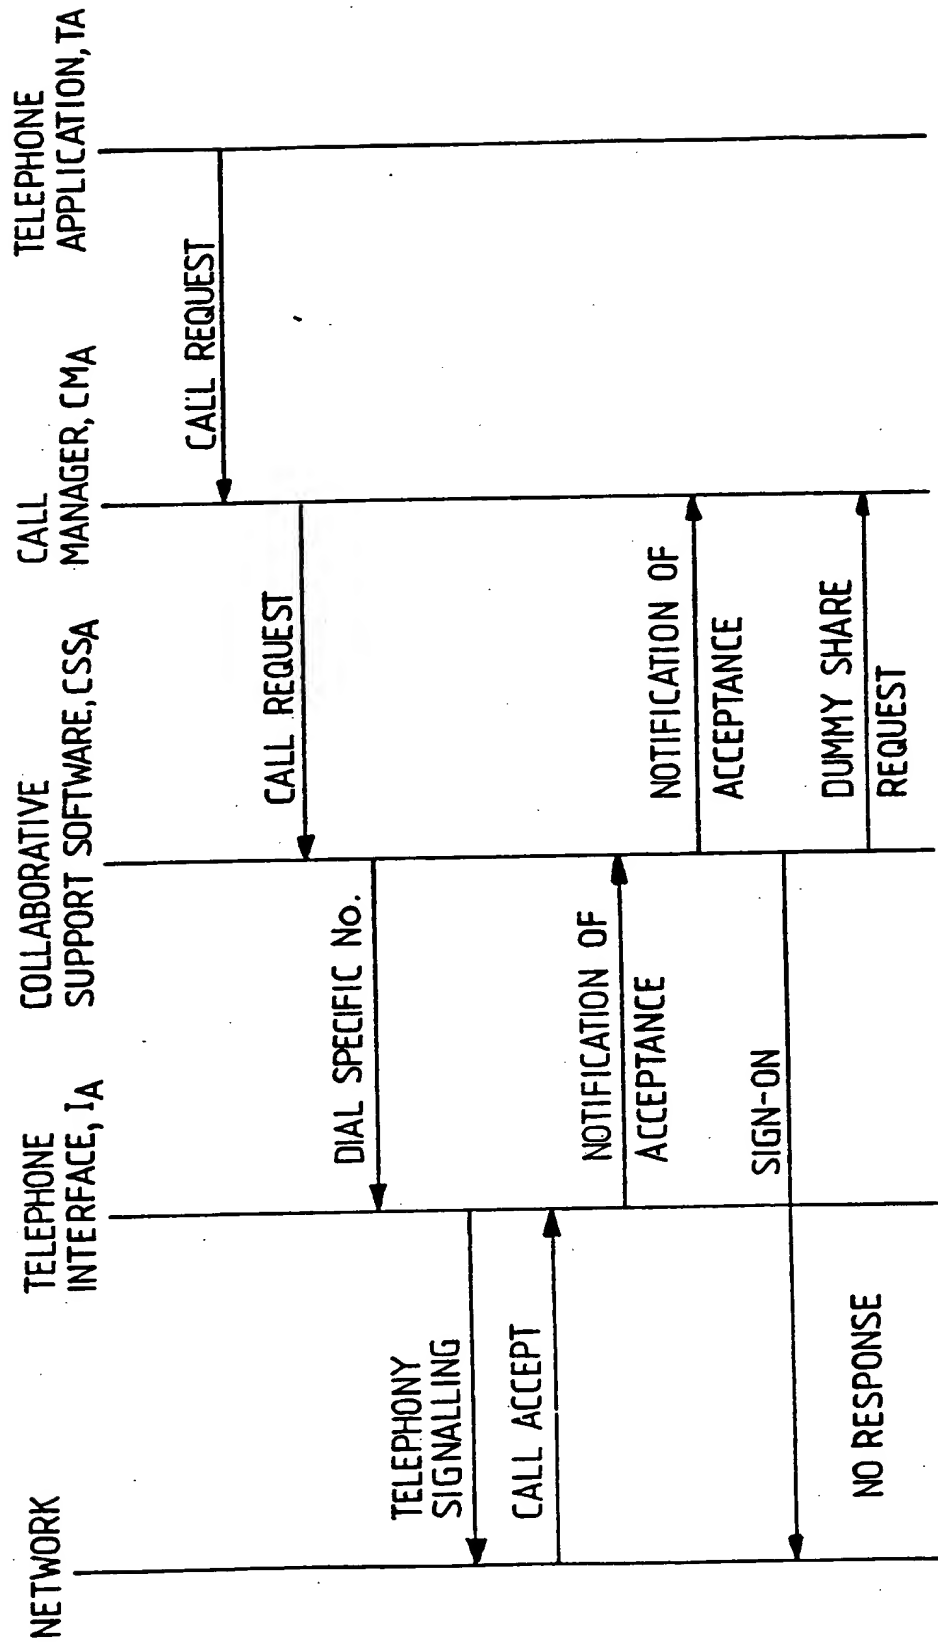 NETWORK
TELEPHONE
INTERFACE, IA
COLLABORATIVE
SUPPORT SOFTWARE, CSSA
CALL
MANAGER, CMA
TELEPHONE
APPLICATION, TA
CALL REQUEST
CALL REQUEST
DIAL SPECIFIC No.
TELEPHONY
SIGNALLING
CALL ACCEPT
NOTIFICATION OF
ACCEPTANCE
NOTIFICATION OF
ACCEPTANCE
SIGN-ON
DUMMY SHARE
REQUEST
NO RESPONSE